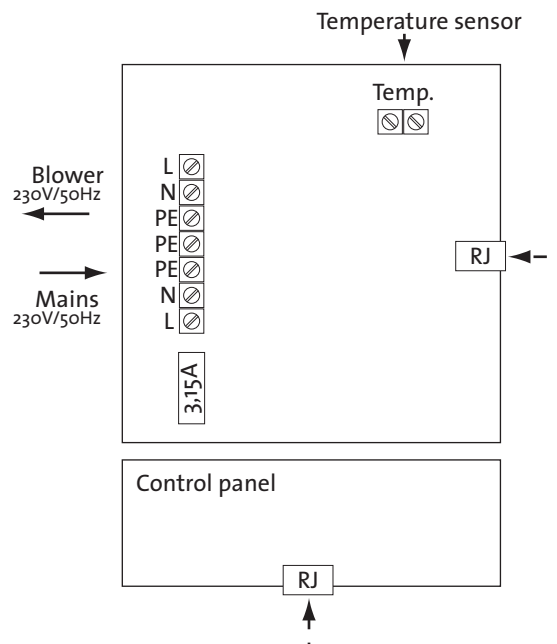 Temperature sensor
Temp.
Blower
230V/50Hz
L
N
PE
PE
PE
N
L
RJ
Mains
230V/50Hz
3,15A
Control panel
RJ